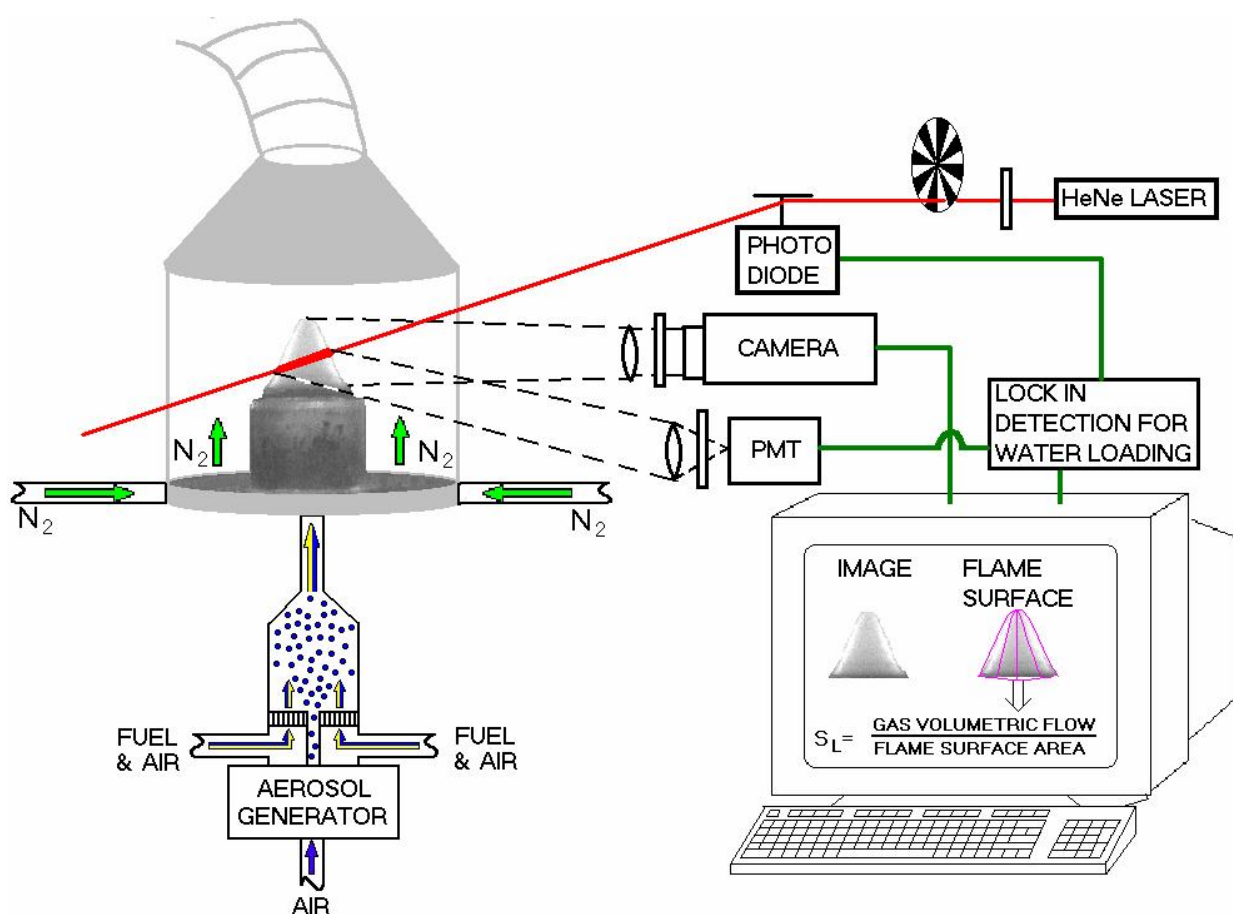 HeNe LASER
PHOTO
DIODE
CAMERA
LOCK IN
DETECTION FOR
WATER LOADING
PMT
N2
N2
N2
N2
IMAGE
FLAME
SURFACE
SL= GAS VOLUMETRIC FLOW
FLAME SURFACE AREA
FUEL
& AIR
FUEL
& AIR
AEROSOL
GENERATOR
AIR